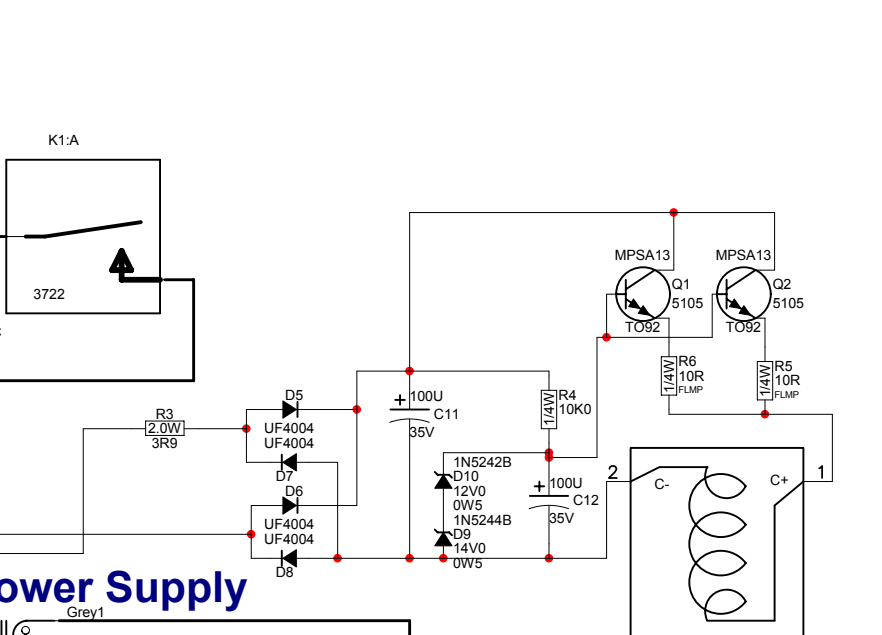 K1:A
3722
MPSA13
MPSA13
Q1
5105
TO92
Q2
5105
TO92
R6
10R
1/4W
FLMP
R5
10R
1/4W
FLMP
R3
2.0W
3R9
D5
UF4004
UF4004
D7
D6
UF4004
UF4004
D8
+
100U
C11
35V
R4
10K0
1/4W
1N5242B
D10
12V0
0W5
1N5244B
D9
14V0
0W5
+
100U
C12
35V
2
C-
C+
1
ower Supply
Grey1